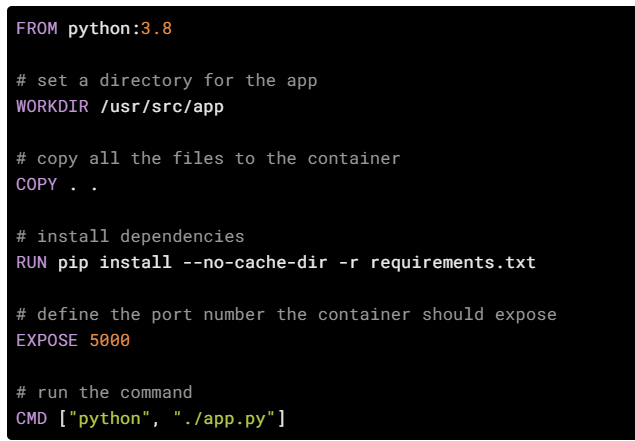 FROM python:3.8
# set a directory for the app
WORKDIR /usr/src/app
# copy all the files to the container
COPY . .
# install dependencies
RUN pip install --no-cache-dir -r requirements.txt
# define the port number the container should expose
EXPOSE 5000
# run the command
CMD ["python", "./app.py"]